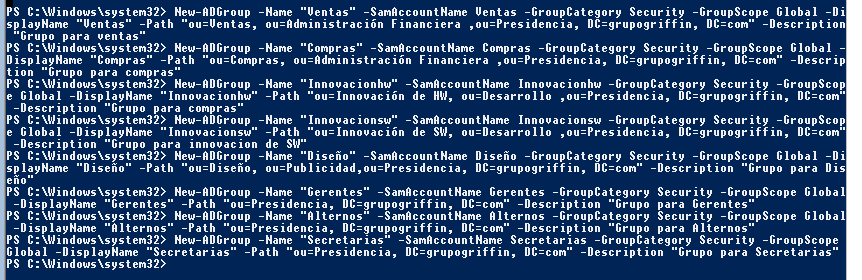 PS C:\Windows\system32> New-ADGroup -Name "Ventas" -SamAccountName Ventas -GroupCategory Security -GroupScope Global -Di
splayName "Ventas" -Path "ou=Ventas, ou=Administración Financiera ,ou=Presidencia, DC=grupogriffin, DC=com" -Description
 "Grupo para ventas"
PS C:\Windows\system32> New-ADGroup -Name "Compras" -SamAccountName Compras -GroupCategory Security -GroupScope Global -
DisplayName "Compras" -Path "ou=Compras, ou=Administración Financiera ,ou=Presidencia, DC=grupogriffin, DC=com" -Descrip
tion "Grupo para compras"
PS C:\Windows\system32> New-ADGroup -Name "Innovacionhw" -SamAccountName Innovacionhw -GroupCategory Security -GroupScop
e Global -DisplayName "Innovacionhw" -Path "ou=Innovación de HW, ou=Desarrollo ,ou=Presidencia, DC=grupogriffin, DC=com"
 -Description "Grupo para compras"
PS C:\Windows\system32> New-ADGroup -Name "Innovacionsw" -SamAccountName Innovacionsw -GroupCategory Security -GroupScop
e Global -DisplayName "Innovacionsw" -Path "ou=Innovación de SW, ou=Desarrollo ,ou=Presidencia, DC=grupogriffin, DC=com"
 -Description "Grupo para innovacion de SW"
PS C:\Windows\system32> New-ADGroup -Name "Diseño" -SamAccountName Diseño -GroupCategory Security -GroupScope Global -Di
splayName "Diseño" -Path "ou=Diseño, ou=Publicidad,ou=Presidencia, DC=grupogriffin, DC=com" -Description "Grupo para Dis
eño"
PS C:\Windows\system32> New-ADGroup -Name "Gerentes" -SamAccountName Gerentes -GroupCategory Security -GroupScope Global
 -DisplayName "Gerentes" -Path "ou=Presidencia, DC=grupogriffin, DC=com" -Description "Grupo para Gerentes"
PS C:\Windows\system32> New-ADGroup -Name "Alternos" -SamAccountName Alternos -GroupCategory Security -GroupScope Global
 -DisplayName "Alternos" -Path "ou=Presidencia, DC=grupogriffin, DC=com" -Description "Grupo para Alternos"
PS C:\Windows\system32> New-ADGroup -Name "Secretarias" -SamAccountName Secretarias -GroupCategory Security -GroupScope
Global -DisplayName "Secretarias" -Path "ou=Presidencia, DC=grupogriffin, DC=com" -Description "Grupo para Secretarias"
PS C:\Windows\system32>